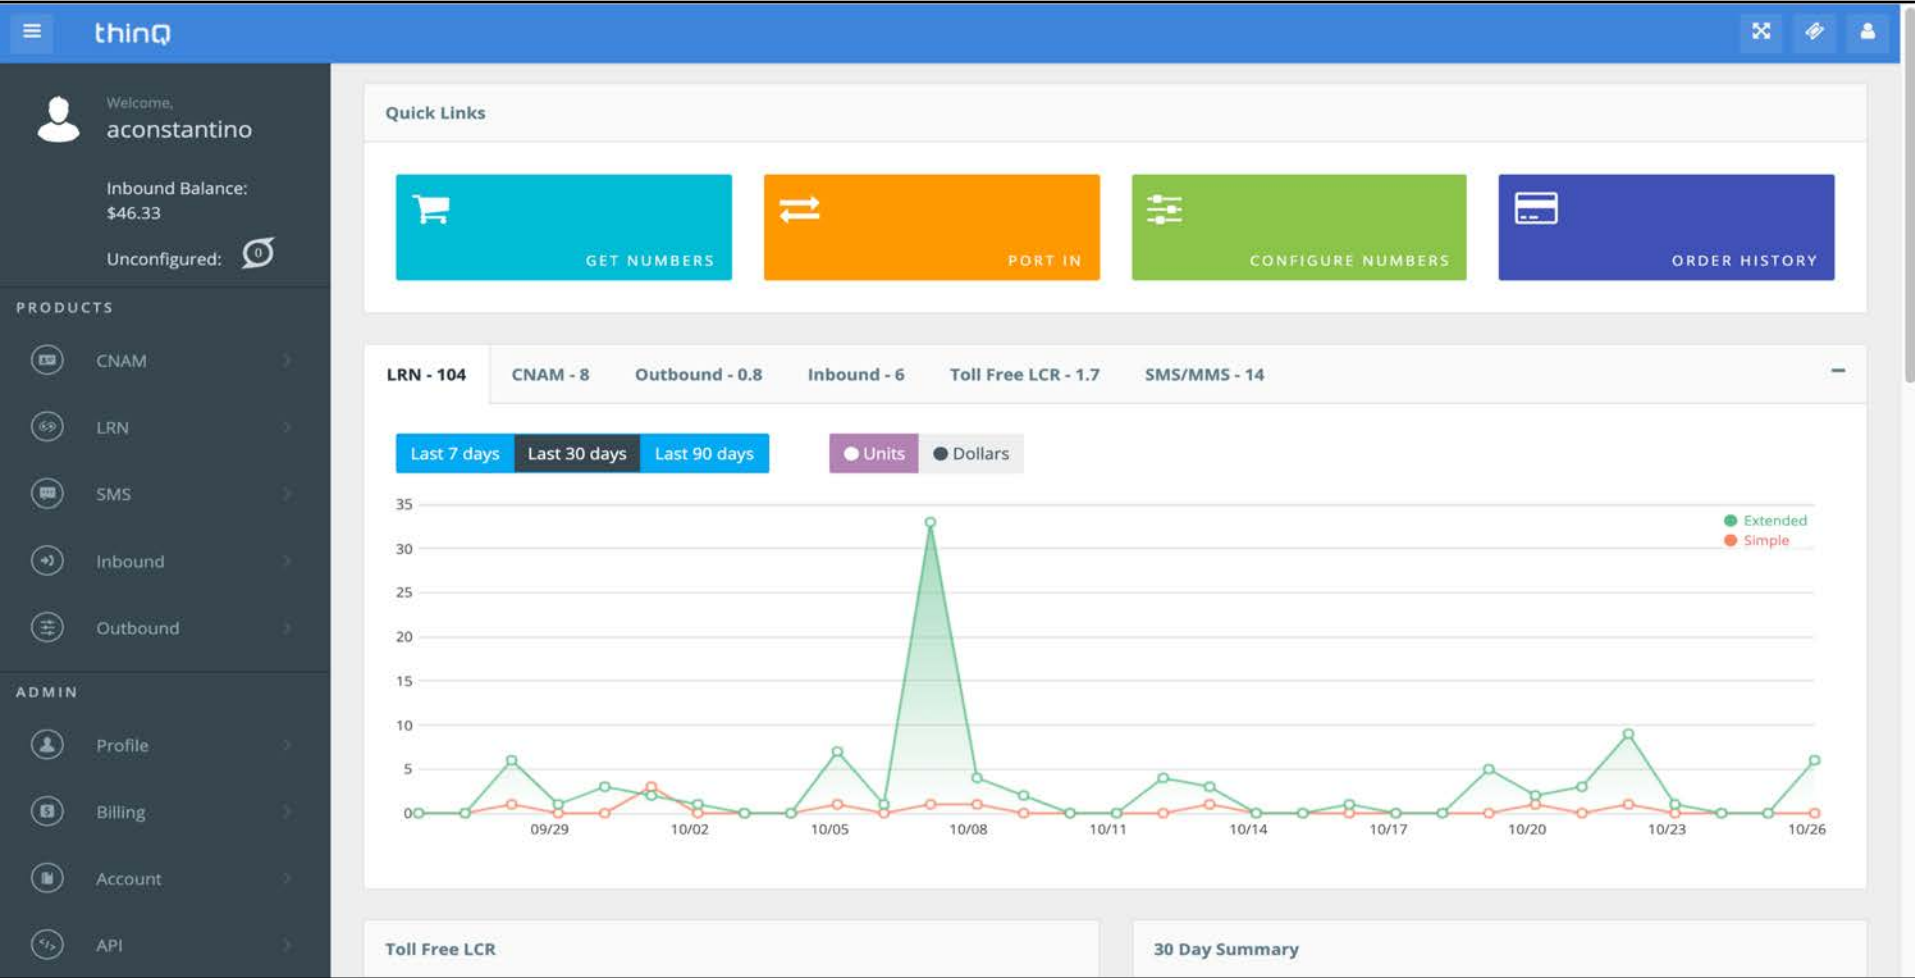 thinQ
Welcome,
aconstantino
Inbound Balance:
$46.33
Unconfigured: 0
PRODUCTS
CNAM
LRN
SMS
Inbound
Outbound
ADMIN
Profile
Billing
Account
API
Quick Links
GET NUMBERS
PORT IN
CONFIGURE NUMBERS
ORDER HISTORY
LRN - 104 CNAM - 8 Outbound - 0.8 Inbound - 6 Toll Free LCR - 1.7 SMS/MMS - 14
Last 7 days Last 30 days Last 90 days Units Dollars
35
30
25
20
15
10
5
0
Extended
Simple
09/29 10/02 10/05 10/08 10/11 10/14 10/17 10/20 10/23 10/26
Toll Free LCR
30 Day Summary